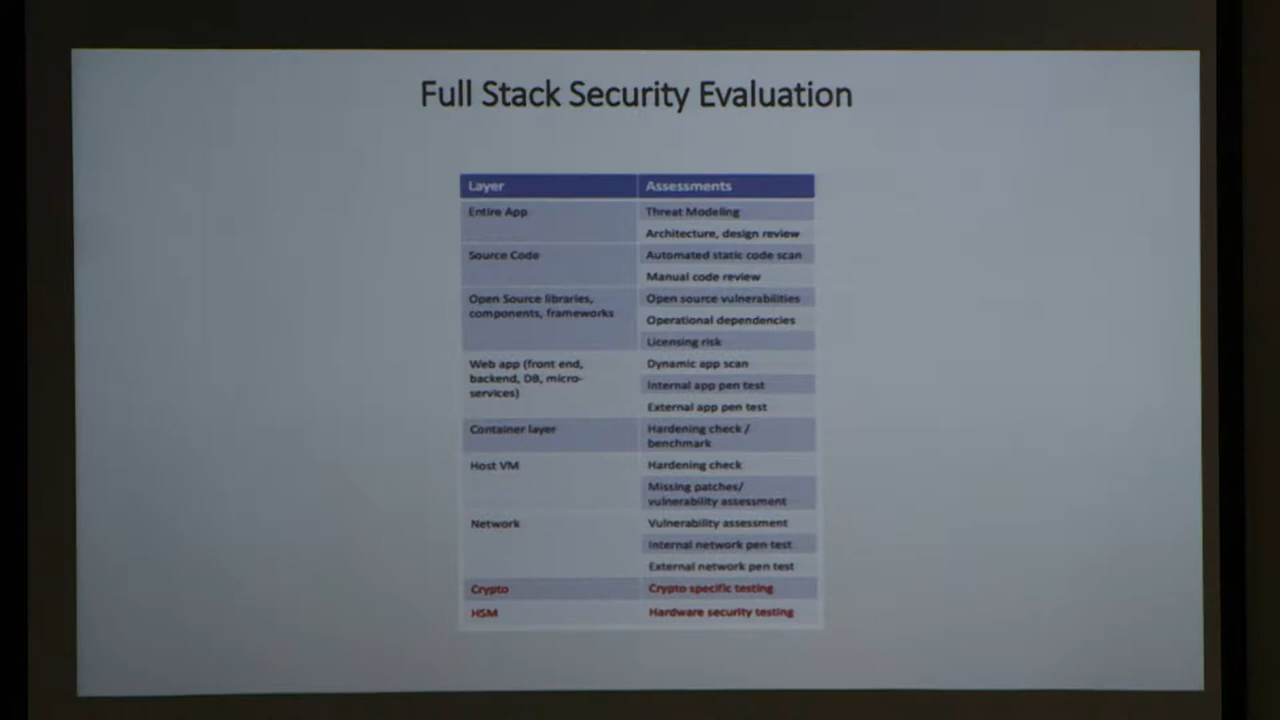 Full Stack Security Evaluation
Layer
Assessments
Entire App
Threat Modeling
Architecture, design review
Source Code
Automated static code scan
Manual code review
Open Source libraries,
components, frameworks
Open source vulnerabilities
Operational dependencies
Licensing risk
Web app (front end,
backend, DB, micro-
services)
Dynamic app scan
Internal app pen test
External app pen test
Container layer
Hardening check /
benchmark
Host VM
Hardening check
Missing patches/
vulnerability assessment
Network
Vulnerability assessment
Internal network pen test
External network pen test
Crypto
Crypto specific testing
HSM
Hardware security testing